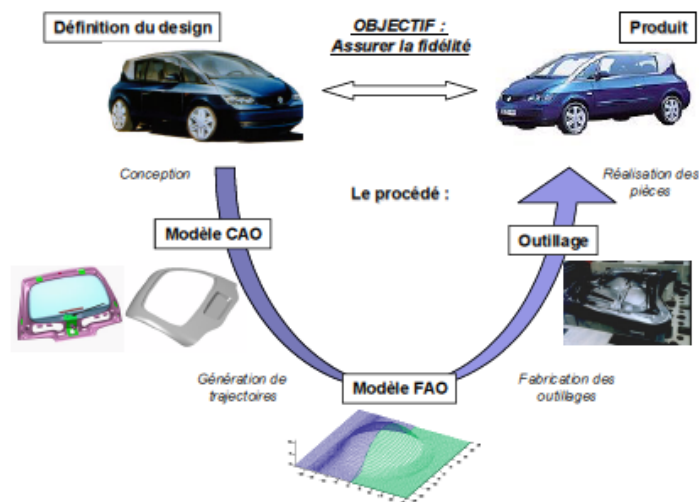 Définition du design
OBJECTIF :
Assurer la fidélité
Produit
Conception
Le procédé :
Réalisation des
pièces
Modèle CAO
Outillage
Génération de
trajectoires
Modèle FAO
Fabrication des
outillages